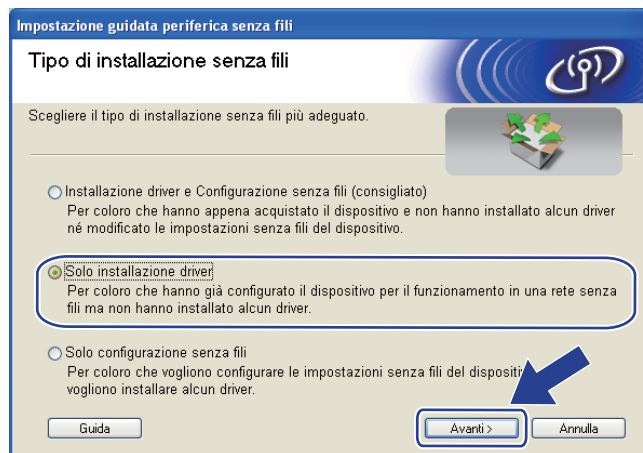 Impostazione guidata periferica senza fili
Tipo di installazione senza fili
Scegliere il tipo di installazione senza fili più adeguato.
Installazione driver e Configurazione senza fili (consigliato)
Per coloro che hanno appena acquistato il dispositivo e non hanno installato alcun driver
né modificato le impostazioni senza fili del dispositivo.
Solo installazione driver
Per coloro che hanno già configurato il dispositivo per il funzionamento in una rete senza
fili ma non hanno installato alcun driver.
Solo configurazione senza fili
Per coloro che vogliono configurare le impostazioni senza fili del
vogliono installare alcun driver.
Guida
Avanti >
Annulla